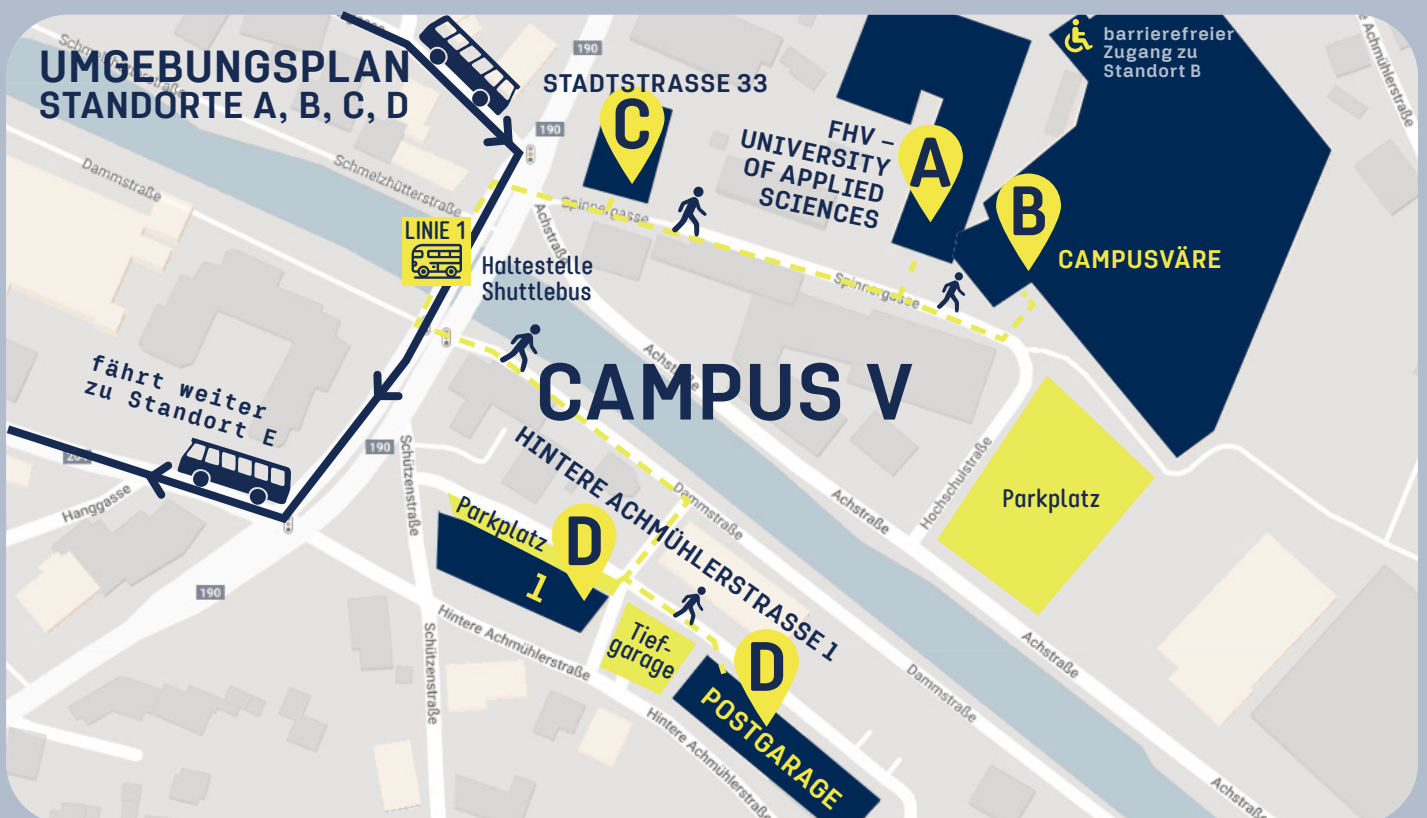 UMGEBUNGSPLAN
STANDORTE A, B, C, D
190
STADTSTRASSE 33
C
barrierefreier
Zugang zu
Standort B
Achmühlerstraße
190
Dammstraße
Schmelzhütterstraße
FHV –
UNIVERSITY
OF APPLIED
SCIENCES
A
B
CAMPUSVÄRE
Spinnergasse
Achstraße
LINIE 1
Haltestelle
Shuttlebus
Spinnergasse
fährt weiter
zu Standort E
CAMPUS V
Achstraße
190
Schützenstraße
Hanggasse
HINTERE ACHMÜHLERSTRASSE 1
Dammstraße
Achstraße
Hochschulstraße
Parkplatz
Parkplatz
D
1
190
Hintere Achmühlerstraße
Schützenstraße
Tief-
garage
D
POSTGARAGE
Hintere Achmühlerstraße
Dammstraße
Achstraße
Achstraße